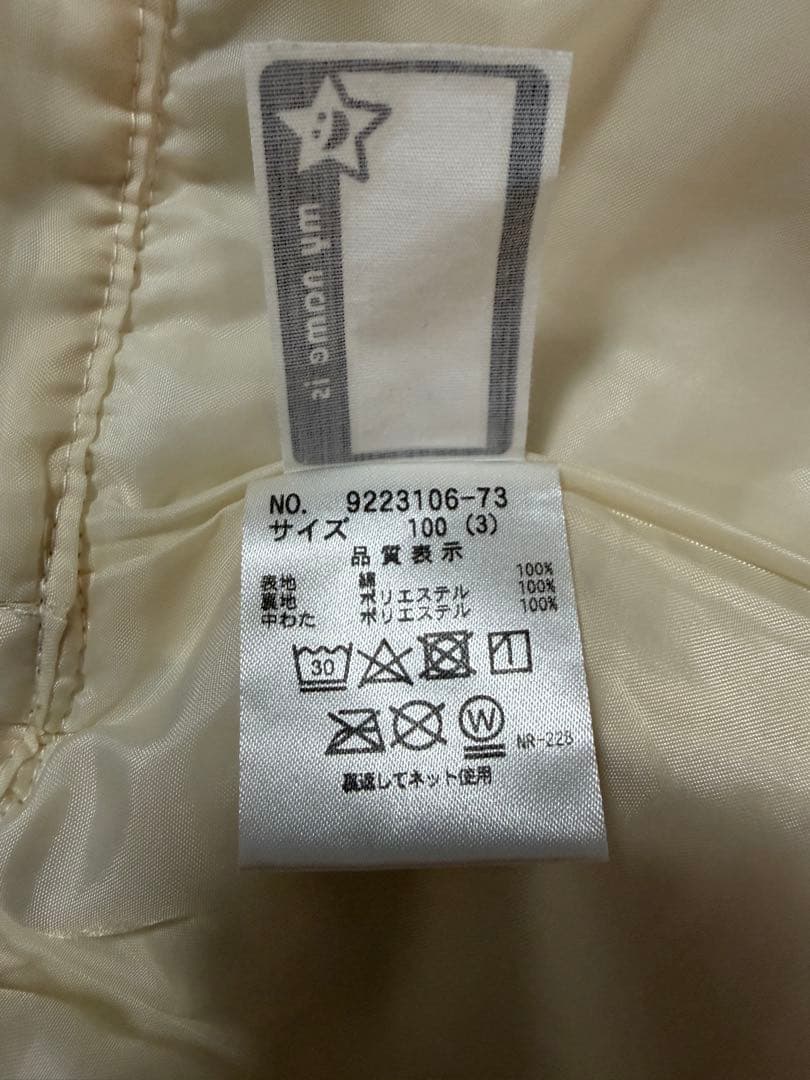 my name is
NO. 9223106-73
サイズ 100 (3)
品質表示
表地 綿 100%
裏地 ポリエステル 100%
中わた ポリエステル 100%
30
W NR-228
裏返してネット使用